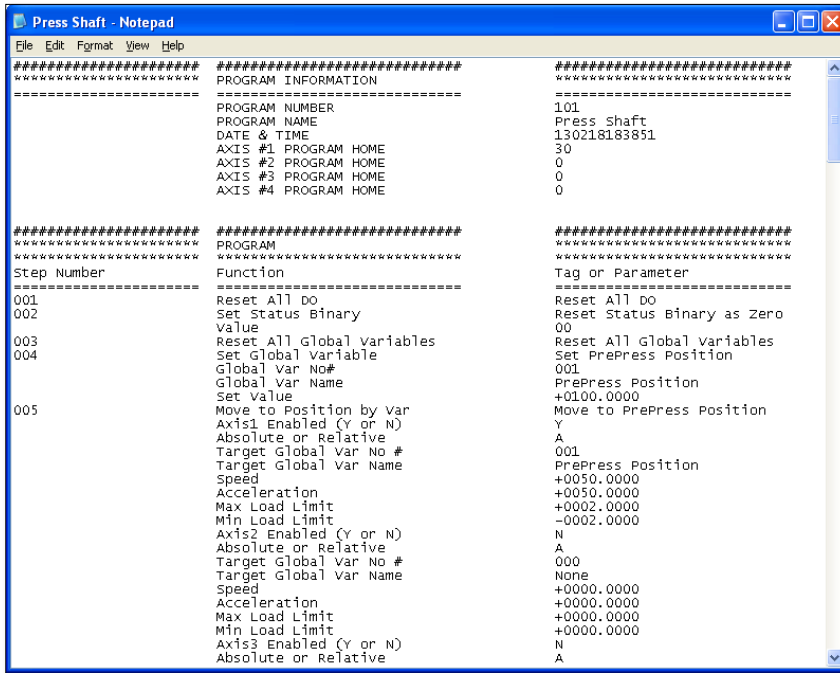 Press Shaft - Notepad
File Edit Format View Help
###################### ############################# ############################
********************** PROGRAM INFORMATION ****************************
====================== ============================= ============================
PROGRAM NUMBER 101
PROGRAM NAME Press Shaft
DATE & TIME 130218183851
AXIS #1 PROGRAM HOME 30
AXIS #2 PROGRAM HOME 0
AXIS #3 PROGRAM HOME 0
AXIS #4 PROGRAM HOME 0
###################### ############################# ############################
********************** PROGRAM ****************************
********************** ***************************** ****************************
Step Number Function Tag or Parameter
====================== ============================= ============================
001 Reset All DO Reset All DO
002 Set Status Binary Reset Status Binary as Zero
Value 00
003 Reset All Global Variables Reset All Global Variables
004 Set Global Variable Set PrePress Position
Global Var No# 001
Global Var Name PrePress Position
Set Value +0100.0000
005 Move to Position by Var Move to PrePress Position
Axis1 Enabled (Y or N) Y
Absolute or Relative A
Target Global Var No # 001
Target Global Var Name PrePress Position
Speed +0050.0000
Acceleration +0050.0000
Max Load Limit +0002.0000
Min Load Limit -0002.0000
Axis2 Enabled (Y or N) N
Absolute or Relative A
Target Global Var No # 000
Target Global Var Name None
Speed +0000.0000
Acceleration +0000.0000
Max Load Limit +0000.0000
Min Load Limit +0000.0000
Axis3 Enabled (Y or N) N
Absolute or Relative A